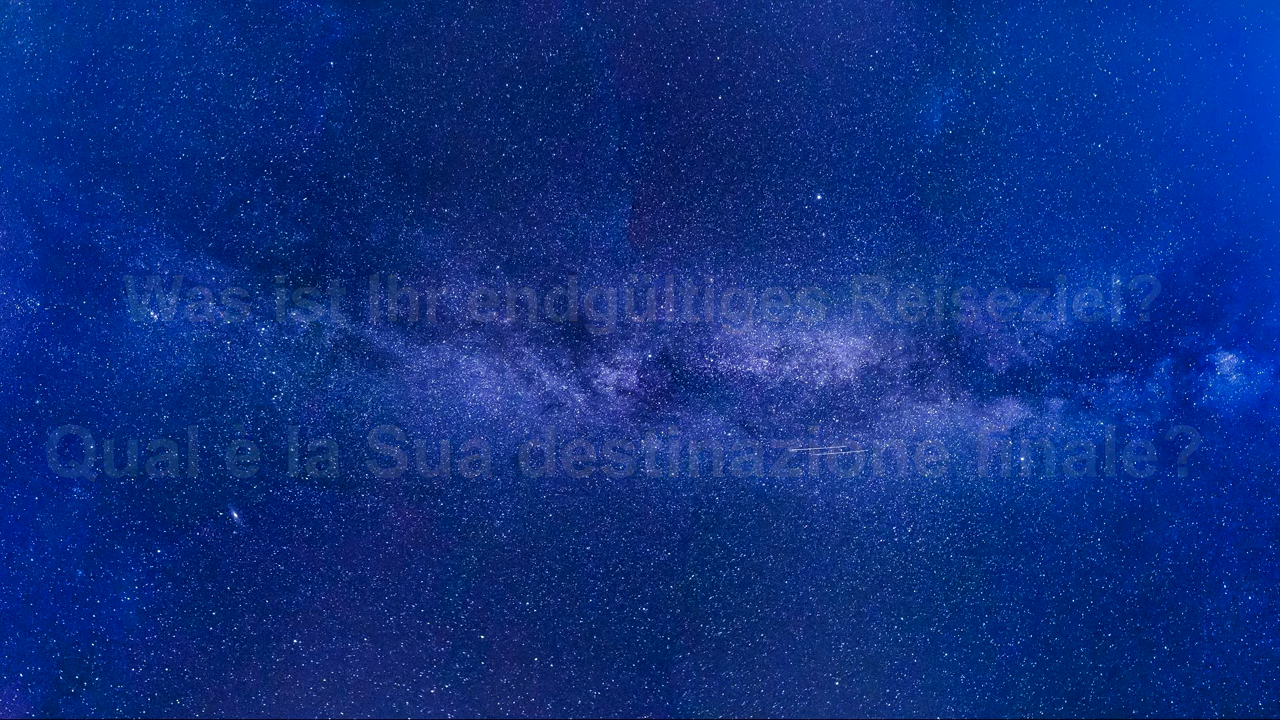 Was ist Ihr endgültiges Reiseziel?
Qual è la Sua destinazione finale?